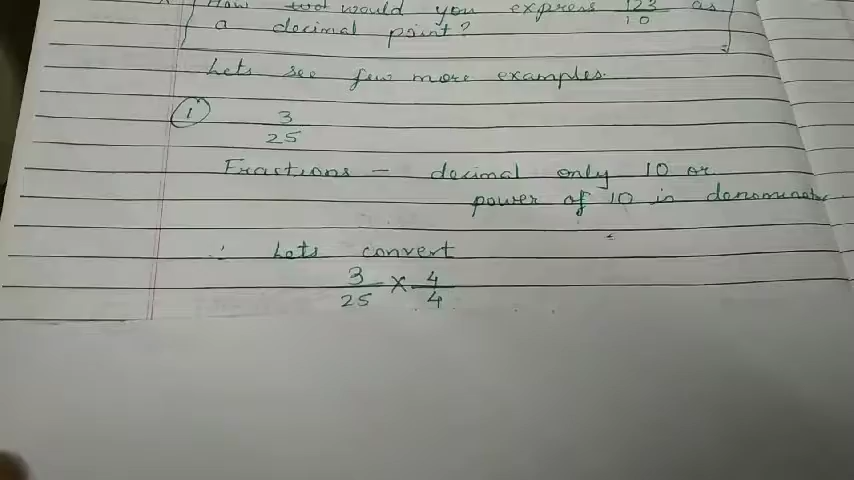 How would you express 123/10 as
a decimal point?
Lets see few more examples.
1 3/25
Fractions - decimal only 10 or
power of 10 in denominator
∴ Lets convert
3/25 × 4/4